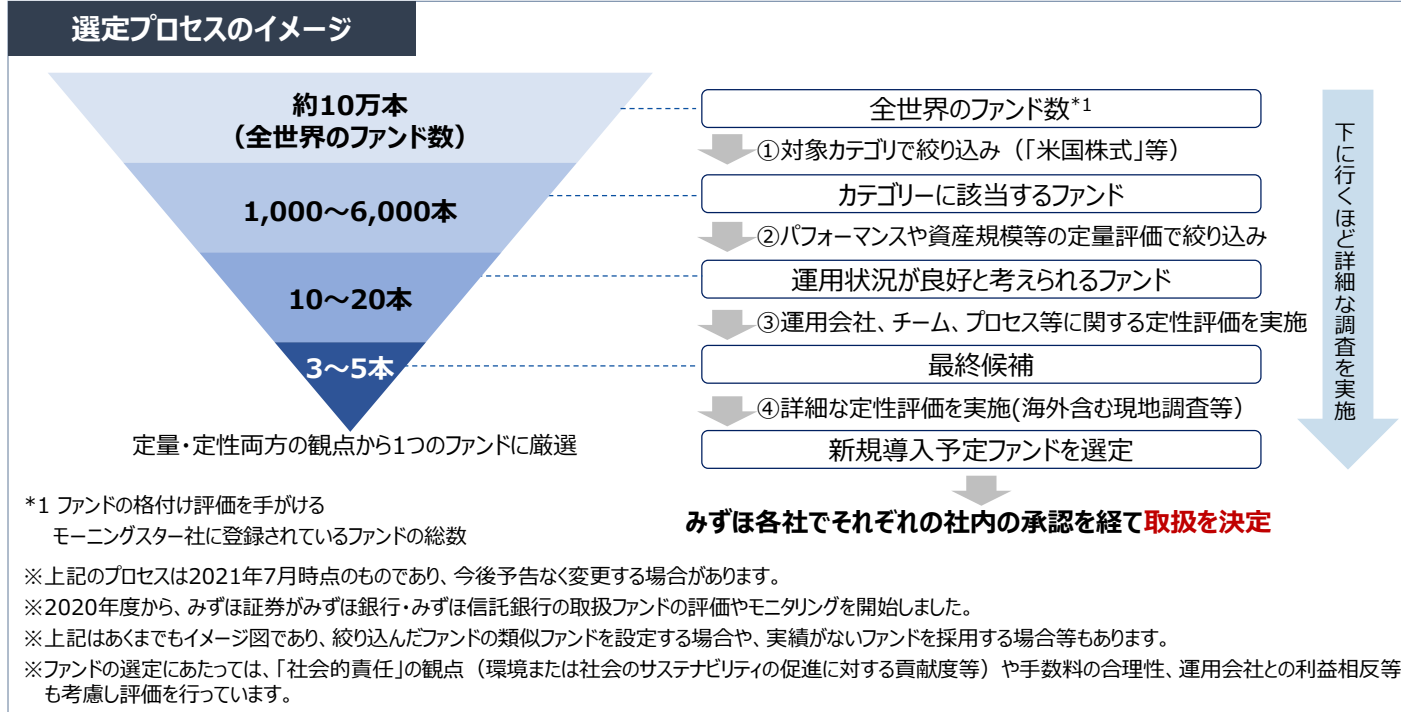 選定プロセスのイメージ
約10万本
（全世界のファンド数）
1,000～6,000本
10～20本
3～5本
定量・定性両方の観点から1つのファンドに厳選
全世界のファンド数*1
①対象カテゴリで絞り込み（「米国株式」等）
カテゴリーに該当するファンド
②パフォーマンスや資産規模等の定量評価で絞り込み
運用状況が良好と考えられるファンド
③運用会社、チーム、プロセス等に関する定性評価を実施
最終候補
④詳細な定性評価を実施(海外含む現地調査等）
新規導入予定ファンドを選定
みずほ各社でそれぞれの社内の承認を経て取扱を決定
下に行くほど詳細な調査を実施
*1 ファンドの格付け評価を手がける
モーニングスター社に登録されているファンドの総数
※上記のプロセスは2021年7月時点のものであり、今後予告なく変更する場合があります。
※2020年度から、みずほ証券がみずほ銀行・みずほ信託銀行の取扱ファンドの評価やモニタリングを開始しました。
※上記はあくまでもイメージ図であり、絞り込んだファンドの類似ファンドを設定する場合や、実績がないファンドを採用する場合等もあります。
※ファンドの選定にあたっては、「社会的責任」の観点（環境または社会のサステナビリティの促進に対する貢献度等）や手数料の合理性、運用会社との利益相反等
も考慮し評価を行っています。